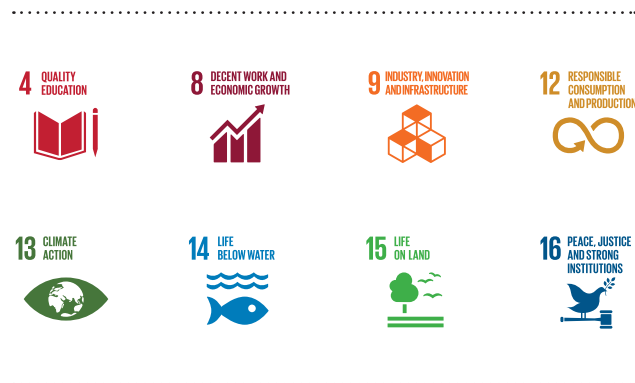 4 QUALITY
EDUCATION
8 DECENT WORK AND
ECONOMIC GROWTH
9 INDUSTRY, INNOVATION
AND INFRASTRUCTURE
12 RESPONSIBLE
CONSUMPTION
AND PRODUCTION
13 CLIMATE
ACTION
14 LIFE
BELOW WATER
15 LIFE
ON LAND
16 PEACE, JUSTICE
AND STRONG
INSTITUTIONS